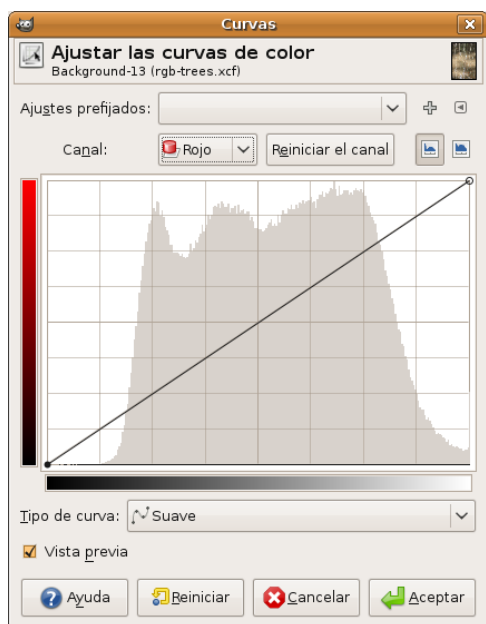 Curvas
Ajustar las curvas de color
Background-13 (rgb-trees.xcf)
Ajustes prefijados:
Canal: Rojo Reiniciar el canal
Tipo de curva: Suave
Vista previa
Ayuda Reiniciar Cancelar Aceptar